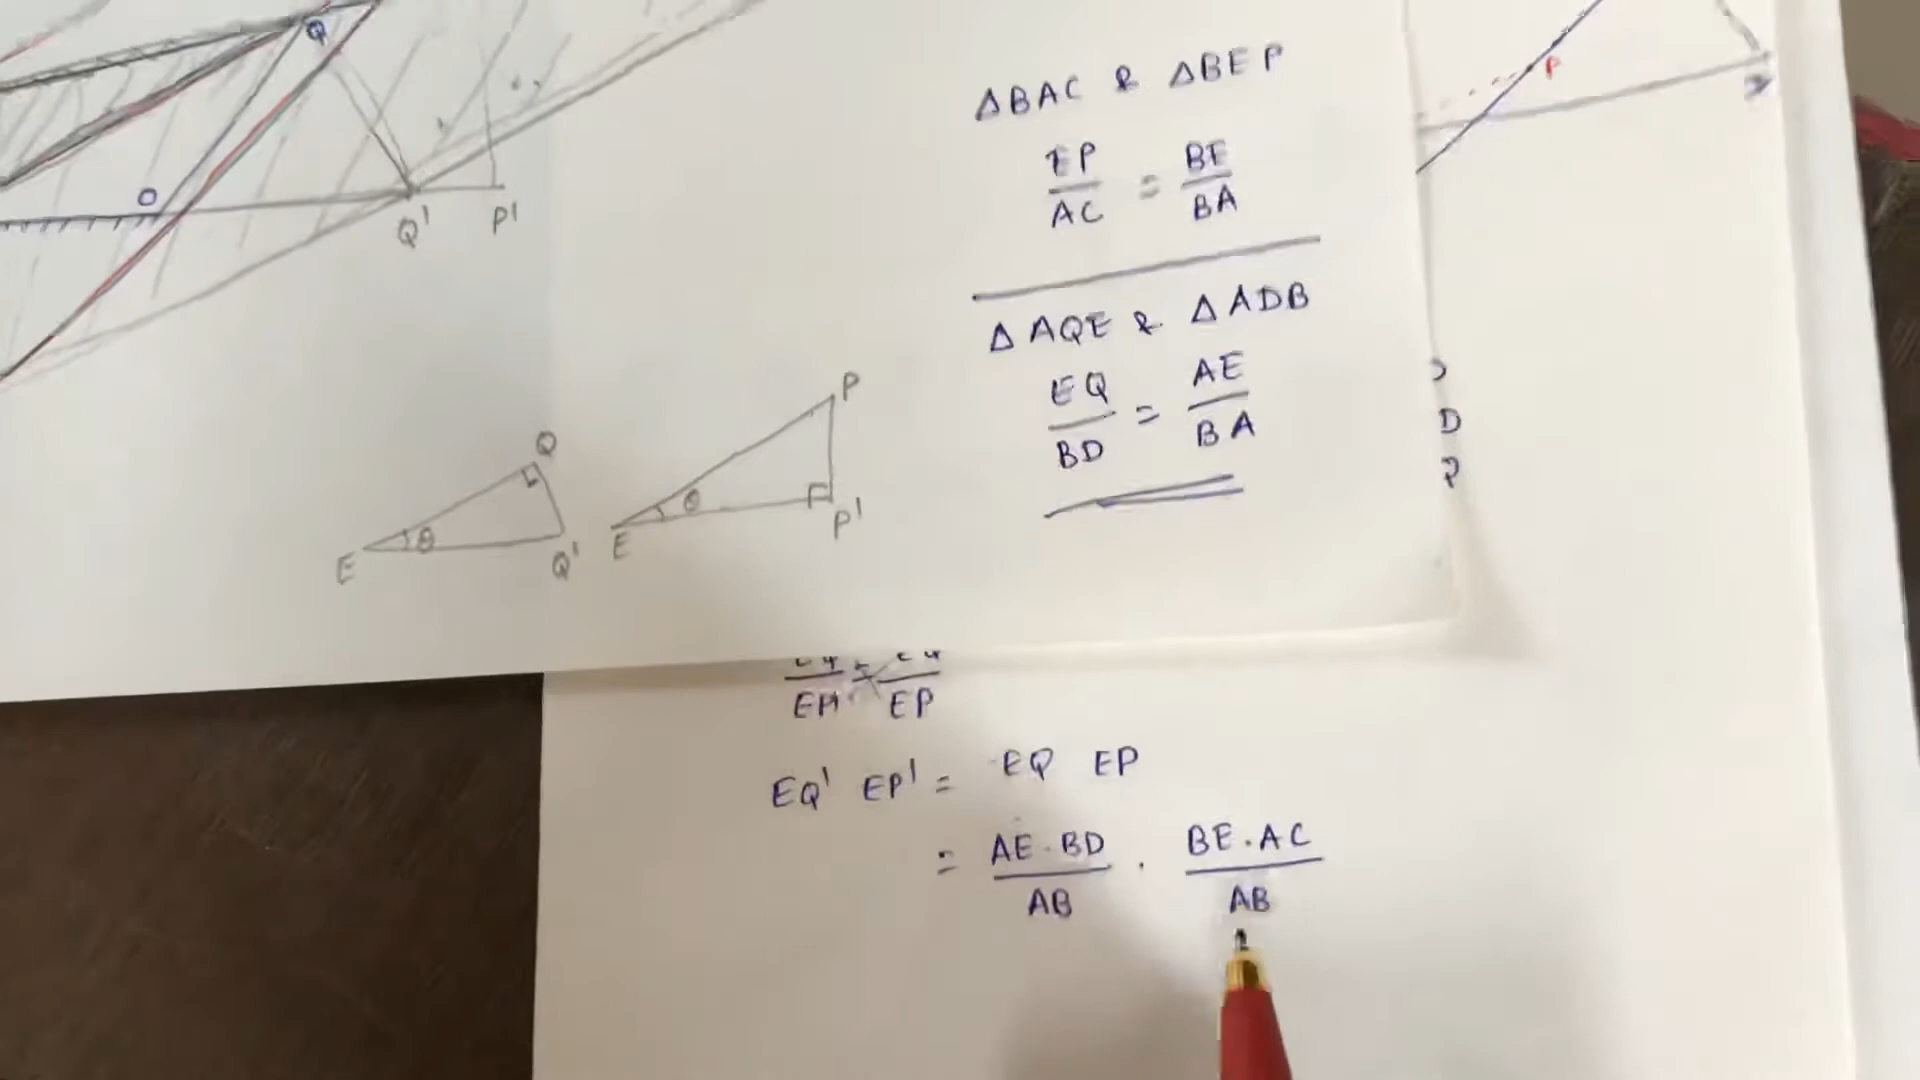 Q
O
Q' P'
P
ΔBAC & ΔBEP
EP/AC = BE/BA
ΔAQE & ΔADB
EQ/BD = AE/BA
D
P
Q
E θ Q'
P
E θ P'
EP' EP
EQ' EP' = EQ EP
= AE·BD/AB · BE·AC/AB